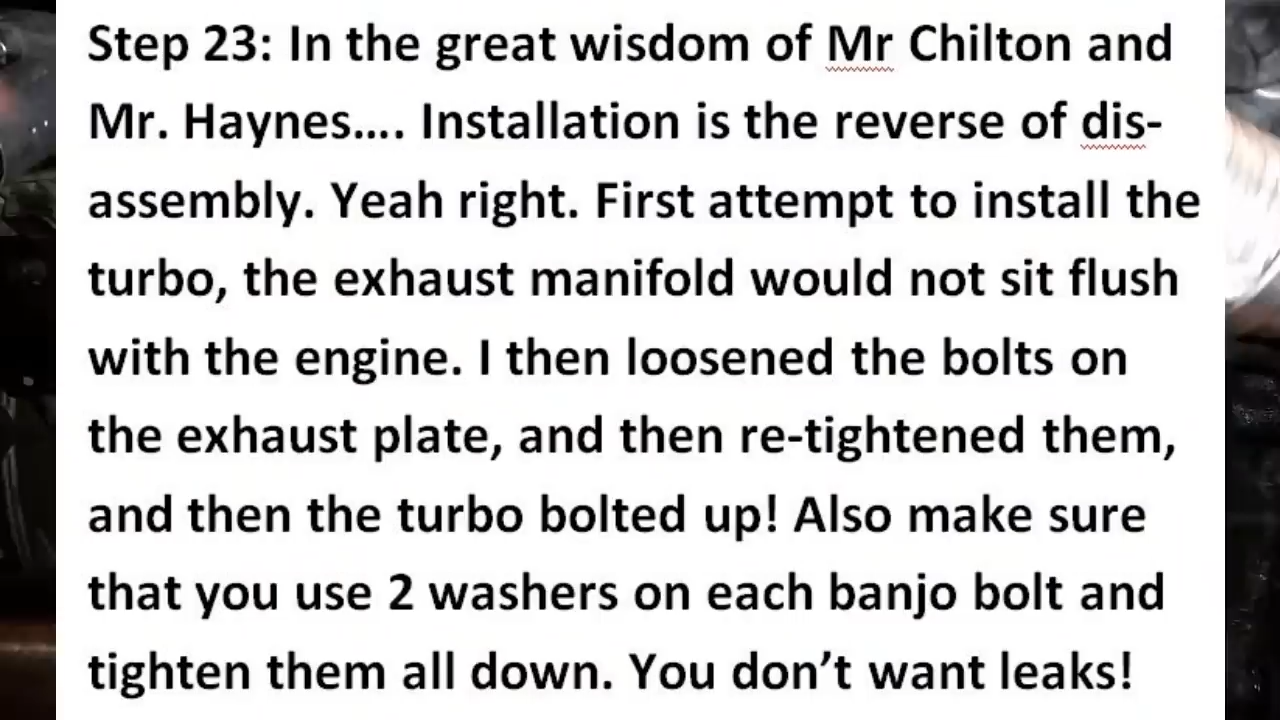 Step 23: In the great wisdom of Mr Chilton and
Mr. Haynes.... Installation is the reverse of dis-
assembly. Yeah right. First attempt to install the
turbo, the exhaust manifold would not sit flush
with the engine. I then loosened the bolts on
the exhaust plate, and then re-tightened them,
and then the turbo bolted up! Also make sure
that you use 2 washers on each banjo bolt and
tighten them all down. You don’t want leaks!